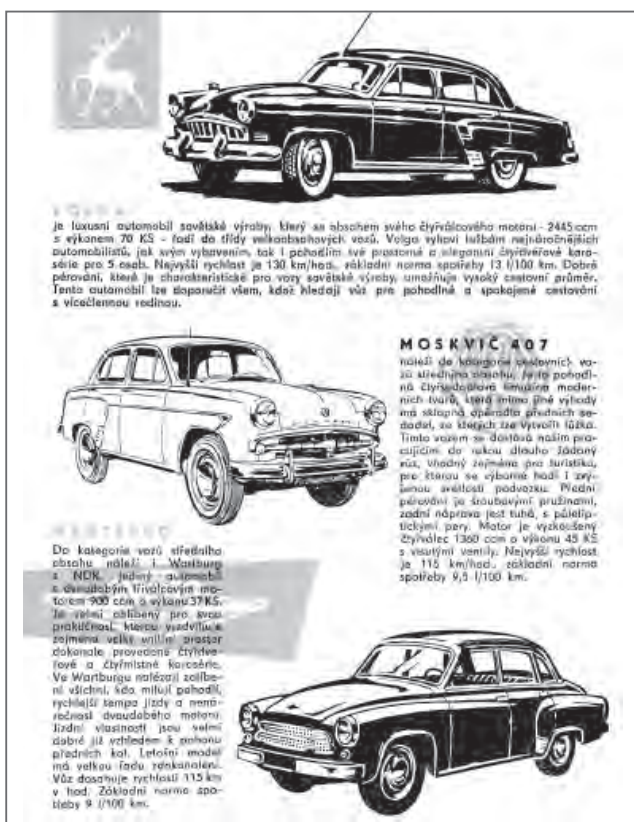 VOLHA
je luxusní automobil sovětské výroby, který se obsahem svého čtyřválcového motoru - 2445 ccm
s výkonem 70 KS - řadí do třídy velkoobsahových vozů. Volga vyhoví tužbám nejnáročnějších
automobilistů, jak svým vybavením, tak i pohodlím své prostorné a elegantní čtyřdvéřové karo-
série pro 5 osob. Nejvyšší rychlost je 130 km/hod., základní norma spotřeby 13 l/100 km. Dobré
pérování, které je charakteristické pro vozy sovětské výroby, umožňuje vysoký cestovní průměr.
Tento automobil lze doporučit všem, kdož hledají vůz pro pohodlné a spokojené cestování
s vícečlennou rodinou.
MOSKVIČ 407
náleží do kategorie cestovních vo-
zů středního obsahu. Je to pohodl-
ná čtyřsedadlová limuzína moder-
ních tvarů, která mimo jiné výhody
má sklopná opěradla předních se-
dadel, ze kterých lze vytvořit lůžka.
Tímto vozem se dostává našim pra-
cujícím do rukou dlouho žádaný
vůz, vhodný zejména pro turistiku,
pro kterou se výborně hodí i zvý-
šenou světlostí podvozku. Přední
pérování je šroubovými pružinami,
zadní náprava jest tuhá, s půlelip-
tickými pery. Motor je vyzkoušený
čtyřválec 1360 ccm o výkonu 45 KS
s visutými ventily. Nejvyšší rychlost
je 115 km/hod., základní norma
spotřeby 9,5 l/100 km.
WARTBURG
Do kategorie vozů středního
obsahu náleží i Wartburg
z NDR, jediný automobil
s dvoudobým tříválcovým mo-
torem 900 ccm o výkonu 37 KS.
Je velmi oblíbený pro svou
praktičnost, kterou vyzdvihuje
zejména velký vnitřní prostor
dokonale provedené čtyřdve-
řové a čtyřmístné karosérie.
Ve Wartburgu nalézají zalíbe-
ní všichni, kdo milují pohodlí,
rychlejší tempo jízdy a nená-
ročnost dvoudobého motoru.
Jízdní vlastnosti jsou velmi
dobré již vzhledem k pohonu
předních kol. Letošní model
má velkou řadu zdokonalení.
Vůz dosahuje rychlosti 115 km
v hod. Základní norma spo-
třeby 9 l/100 km.